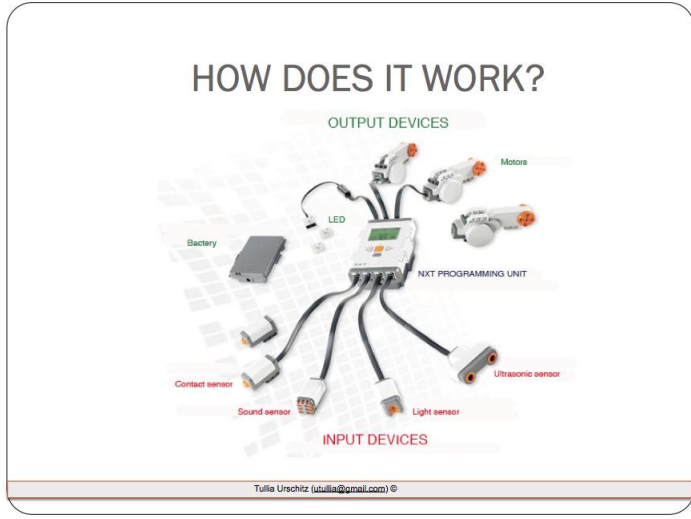 HOW DOES IT WORK?
OUTPUT DEVICES
Motors
LED
Bactery
NXT PROGRAMMING UNIT
Ultrasonic sensor
Contact sensor
Sound sensor
Light sensor
INPUT DEVICES
Tullia Urschitz (utullia@gmail.com) ©